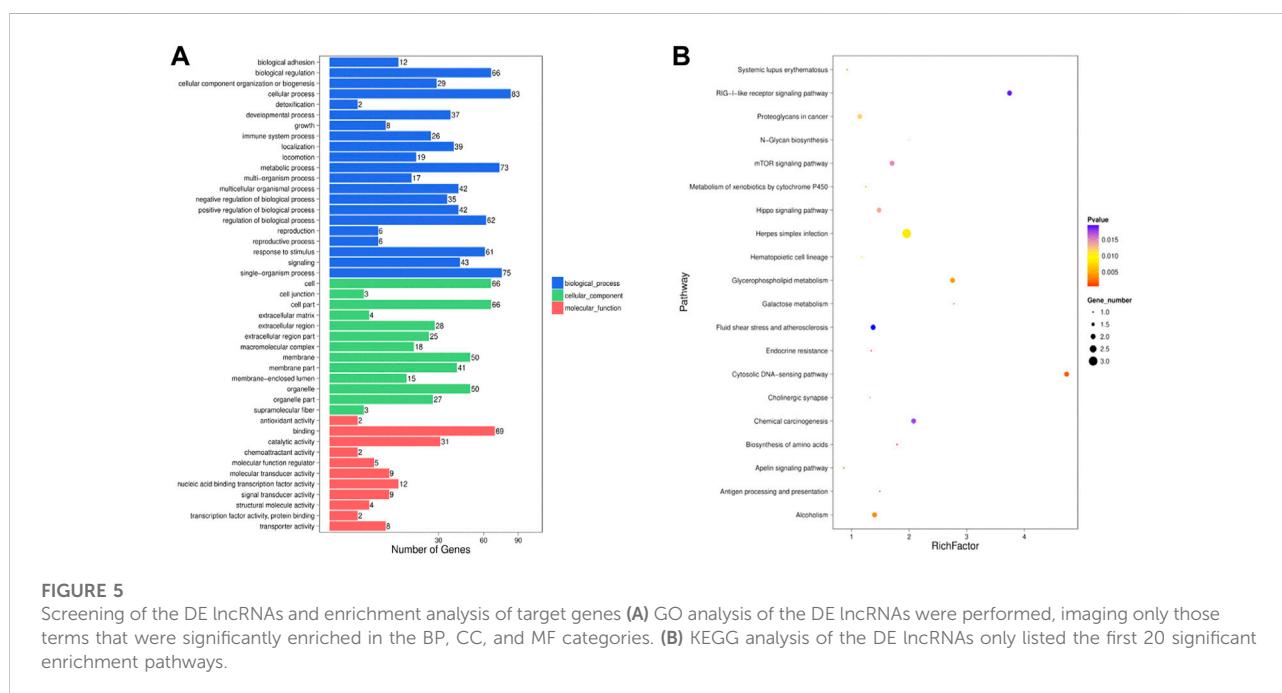 A
biological adhesion 12
biological regulation 66
cellular component organization or biogenesis 29
cellular process 83
detoxification 2
developmental process 37
growth 8
immune system process 26
localization 39
locomotion 19
metabolic process 73
multi-organism process 17
multicellular organismal process 42
negative regulation of biological process 35
positive regulation of biological process 42
regulation of biological process 62
reproduction 6
reproductive process 6
response to stimulus 61
signaling 43
single-organism process 75
cell 66
cell junction 3
cell part 66
extracellular matrix 4
extracellular region 28
extracellular region part 25
macromolecular complex 18
membrane 50
membrane part 41
membrane-enclosed lumen 15
organelle 50
organelle part 27
supramolecular fiber 3
antioxidant activity 2
binding 69
catalytic activity 31
chemoattractant activity 2
molecular function regulator 5
molecular transducer activity 9
nucleic acid binding transcription factor activity 12
signal transducer activity 9
structural molecule activity 4
transcription factor activity, protein binding 2
transporter activity 8
30 60 90
Number of Genes
biological_process
cellular_component
molecular_function
B
Pathway
Systemic lupus erythematosus
RIG-I-like receptor signaling pathway
Proteoglycans in cancer
N-Glycan biosynthesis
mTOR signaling pathway
Metabolism of xenobiotics by cytochrome P450
Hippo signaling pathway
Herpes simplex infection
Hematopoietic cell lineage
Glycerophospholipid metabolism
Galactose metabolism
Fluid shear stress and atherosclerosis
Endocrine resistance
Cytosolic DNA-sensing pathway
Cholinergic synapse
Chemical carcinogenesis
Biosynthesis of amino acids
Apelin signaling pathway
Antigen processing and presentation
Alcoholism
1 2 3 4
RichFactor
Pvalue
0.015
0.010
0.005
Gene_number
1.0
1.5
2.0
2.5
3.0
FIGURE 5
Screening of the DE lncRNAs and enrichment analysis of target genes (A) GO analysis of the DE lncRNAs were performed, imaging only those
terms that were significantly enriched in the BP, CC, and MF categories. (B) KEGG analysis of the DE lncRNAs only listed the first 20 significant
enrichment pathways.